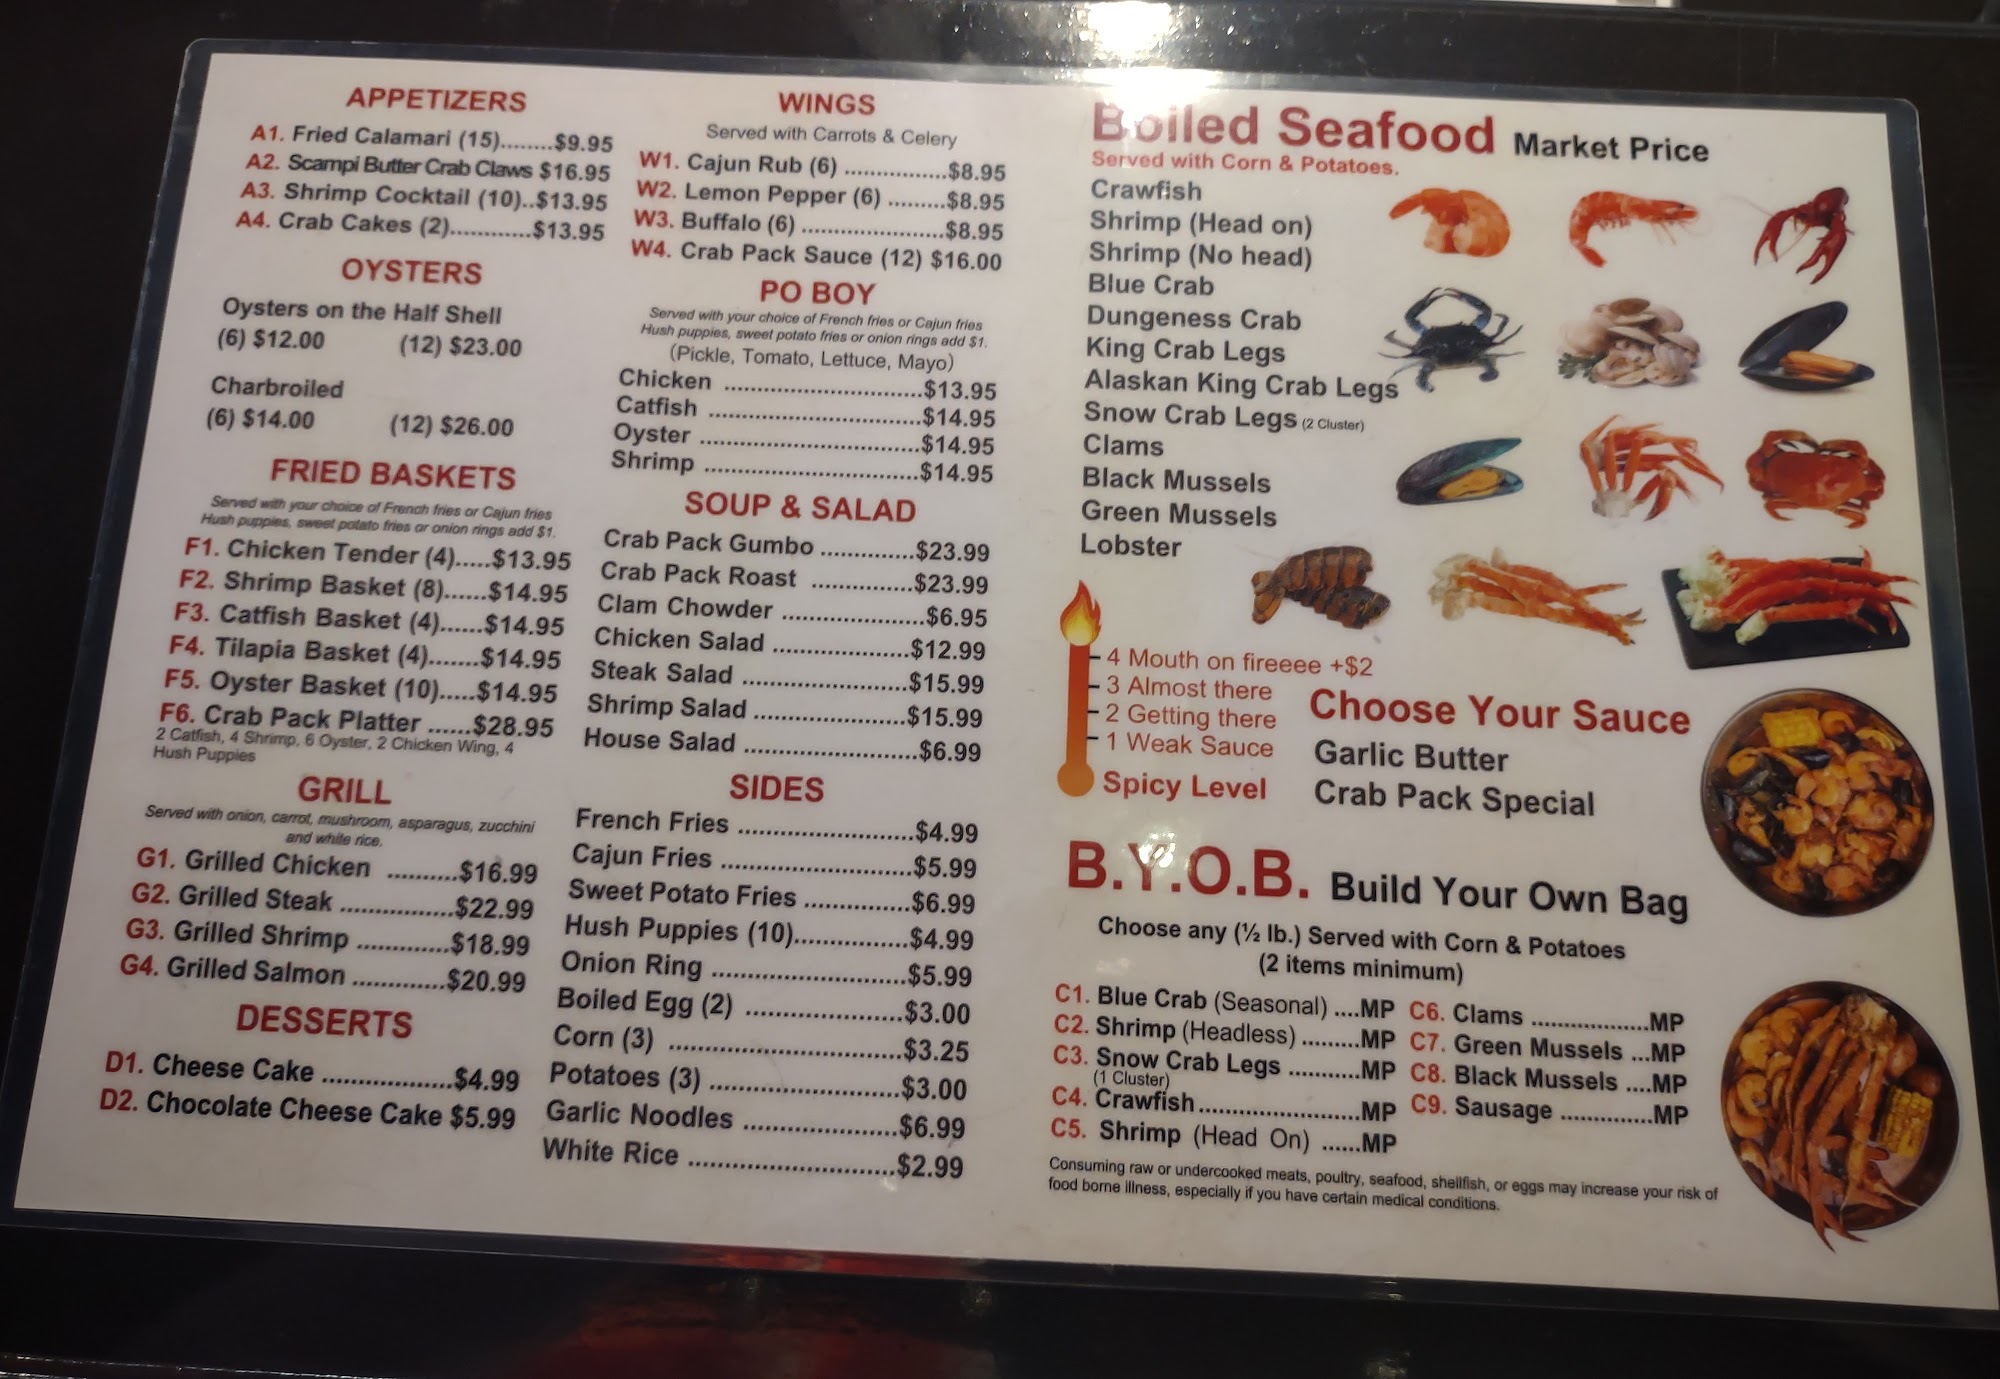 APPETIZERS
A1. Fried Calamari (15)........$9.95
A2. Scampi Butter Crab Claws $16.95
A3. Shrimp Cocktail (10)..$13.95
A4. Crab Cakes (2)............$13.95
OYSTERS
Oysters on the Half Shell
(6) $12.00 (12) $23.00
Charbroiled
(6) $14.00 (12) $26.00
FRIED BASKETS
Served with your choice of French fries or Cajun fries
Hush puppies, sweet potato fries or onion rings add $1.
F1. Chicken Tender (4).....$13.95
F2. Shrimp Basket (8)......$14.95
F3. Catfish Basket (4)......$14.95
F4. Tilapia Basket (4).......$14.95
F5. Oyster Basket (10).....$14.95
F6. Crab Pack Platter ......$28.95
2 Catfish, 4 Shrimp, 6 Oyster, 2 Chicken Wing, 4
Hush Puppies
GRILL
Served with onion, carrot, mushroom, asparagus, zucchini
and white rice.
G1. Grilled Chicken ..........$16.99
G2. Grilled Steak ................$22.99
G3. Grilled Shrimp .............$18.99
G4. Grilled Salmon .............$20.99
DESSERTS
D1. Cheese Cake ...................$4.99
D2. Chocolate Cheese Cake $5.99
WINGS
Served with Carrots & Celery
W1. Cajun Rub (6) ................$8.95
W2. Lemon Pepper (6) .........$8.95
W3. Buffalo (6) ......................$8.95
W4. Crab Pack Sauce (12) $16.00
PO BOY
Served with your choice of French fries or Cajun fries
Hush puppies, sweet potato fries or onion rings add $1.
(Pickle, Tomato, Lettuce, Mayo)
Chicken ..............................$13.95
Catfish ................................$14.95
Oyster .................................$14.95
Shrimp ................................$14.95
SOUP & SALAD
Crab Pack Gumbo ..............$23.99
Crab Pack Roast ...............$23.99
Clam Chowder .....................$6.95
Chicken Salad ....................$12.99
Steak Salad ........................$15.99
Shrimp Salad ......................$15.99
House Salad .........................$6.99
SIDES
French Fries ..........................$4.99
Cajun Fries ............................$5.99
Sweet Potato Fries ...............$6.99
Hush Puppies (10)................$4.99
Onion Ring ............................$5.99
Boiled Egg (2) ......................$3.00
Corn (3) .................................$3.25
Potatoes (3) ...........................$3.00
Garlic Noodles ......................$6.99
White Rice .............................$2.99
Boiled Seafood Market Price
Served with Corn & Potatoes.
Crawfish
Shrimp (Head on)
Shrimp (No head)
Blue Crab
Dungeness Crab
King Crab Legs
Alaskan King Crab Legs
Snow Crab Legs (2 Cluster)
Clams
Black Mussels
Green Mussels
Lobster
4 Mouth on fireeee +$2
3 Almost there
2 Getting there
1 Weak Sauce
Spicy Level
Choose Your Sauce
Garlic Butter
Crab Pack Special
B.Y.O.B. Build Your Own Bag
Choose any (½ lb.) Served with Corn & Potatoes
(2 items minimum)
C1. Blue Crab (Seasonal) ....MP
C2. Shrimp (Headless) .........MP
C3. Snow Crab Legs ...........MP
(1 Cluster)
C4. Crawfish.........................MP
C5. Shrimp (Head On) ......MP
C6. Clams ...................MP
C7. Green Mussels ...MP
C8. Black Mussels ....MP
C9. Sausage ...............MP
Consuming raw or undercooked meats, poultry, seafood, shellfish, or eggs may increase your risk of
food borne illness, especially if you have certain medical conditions.